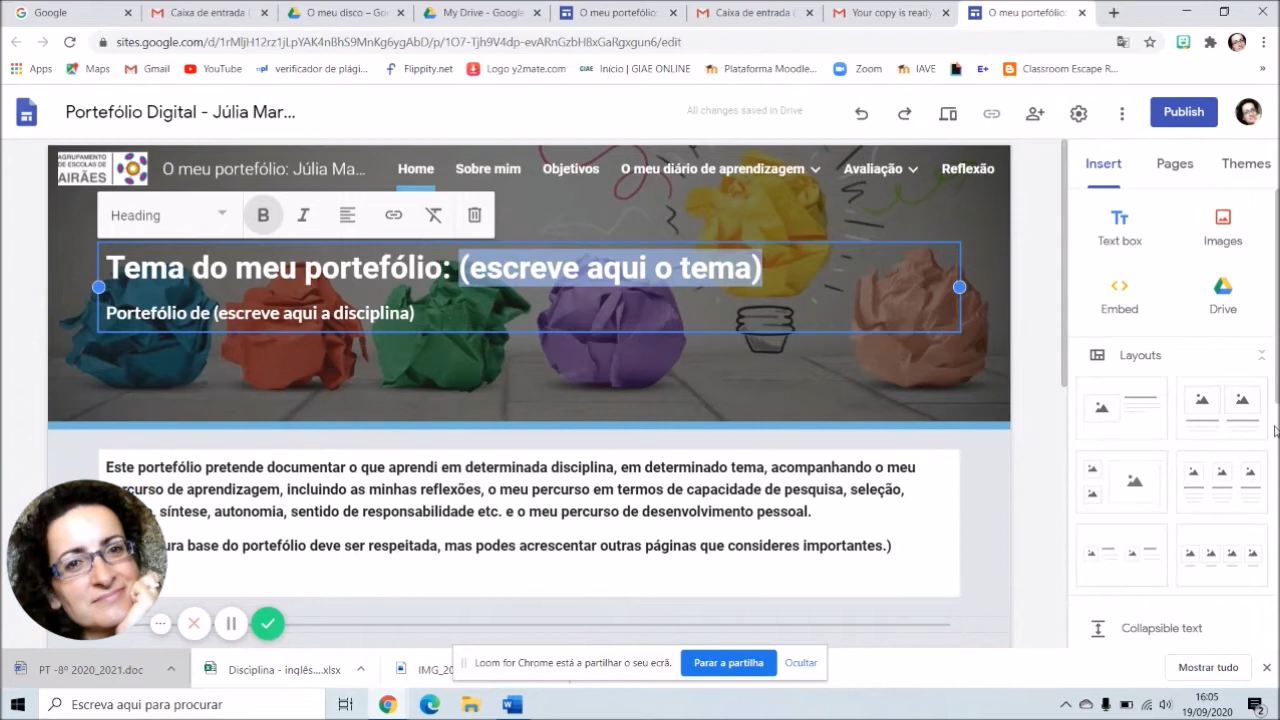 Google
Caixa de entrada (
O meu disco – Go
My Drive - Google
O meu portefólio:
Caixa de entrada (
Your copy is ready
O meu portefólio:
sites.google.com/d/1rMljH12rz1jLpYAK4nBkS8MnKg6ygAbD/p/1O7-Tjh9V4dp-evARnGzbH8xGaRgxgun6/edit
Apps
Maps
Gmail
YouTube
verificador de plági...
Flippity.net
Logo y2mate.com
GIAE
Início | GIAE ONLINE
Plataforma Moodle...
Zoom
IAVE
E+
Classroom Escape R...
»
Portefólio Digital - Júlia Mar...
All changes saved in Drive
Publish
AGRUPAMENTO
DE ESCOLAS DE
AIRÃES
O meu portefólio: Júlia Ma...
Home
Sobre mim
Objetivos
O meu diário de aprendizagem
Avaliação
Reflexão
Insert
Pages
Themes
Heading
B
I
Tema do meu portefólio: (escreve aqui o tema)
Portefólio de (escreve aqui a disciplina)
Tт
Text box
Images
Embed
Drive
Layouts
Este portefólio pretende documentar o que aprendi em determinada disciplina, em determinado tema, acompanhando o meu
percurso de aprendizagem, incluindo as minhas reflexões, o meu percurso em termos de capacidade de pesquisa, seleção,
síntese, autonomia, sentido de responsabilidade etc. e o meu percurso de desenvolvimento pessoal.
base do portefólio deve ser respeitada, mas podes acrescentar outras páginas que consideres importantes.)
Collapsible text
PT -8º 2020_2021.doc
Disciplina - inglês....xlsx
IMG_20
Loom for Chrome está a partilhar o seu ecrã.
Parar a partilha
Ocultar
Mostrar tudo
Escreva aqui para procurar
16:05
19/09/2020
2